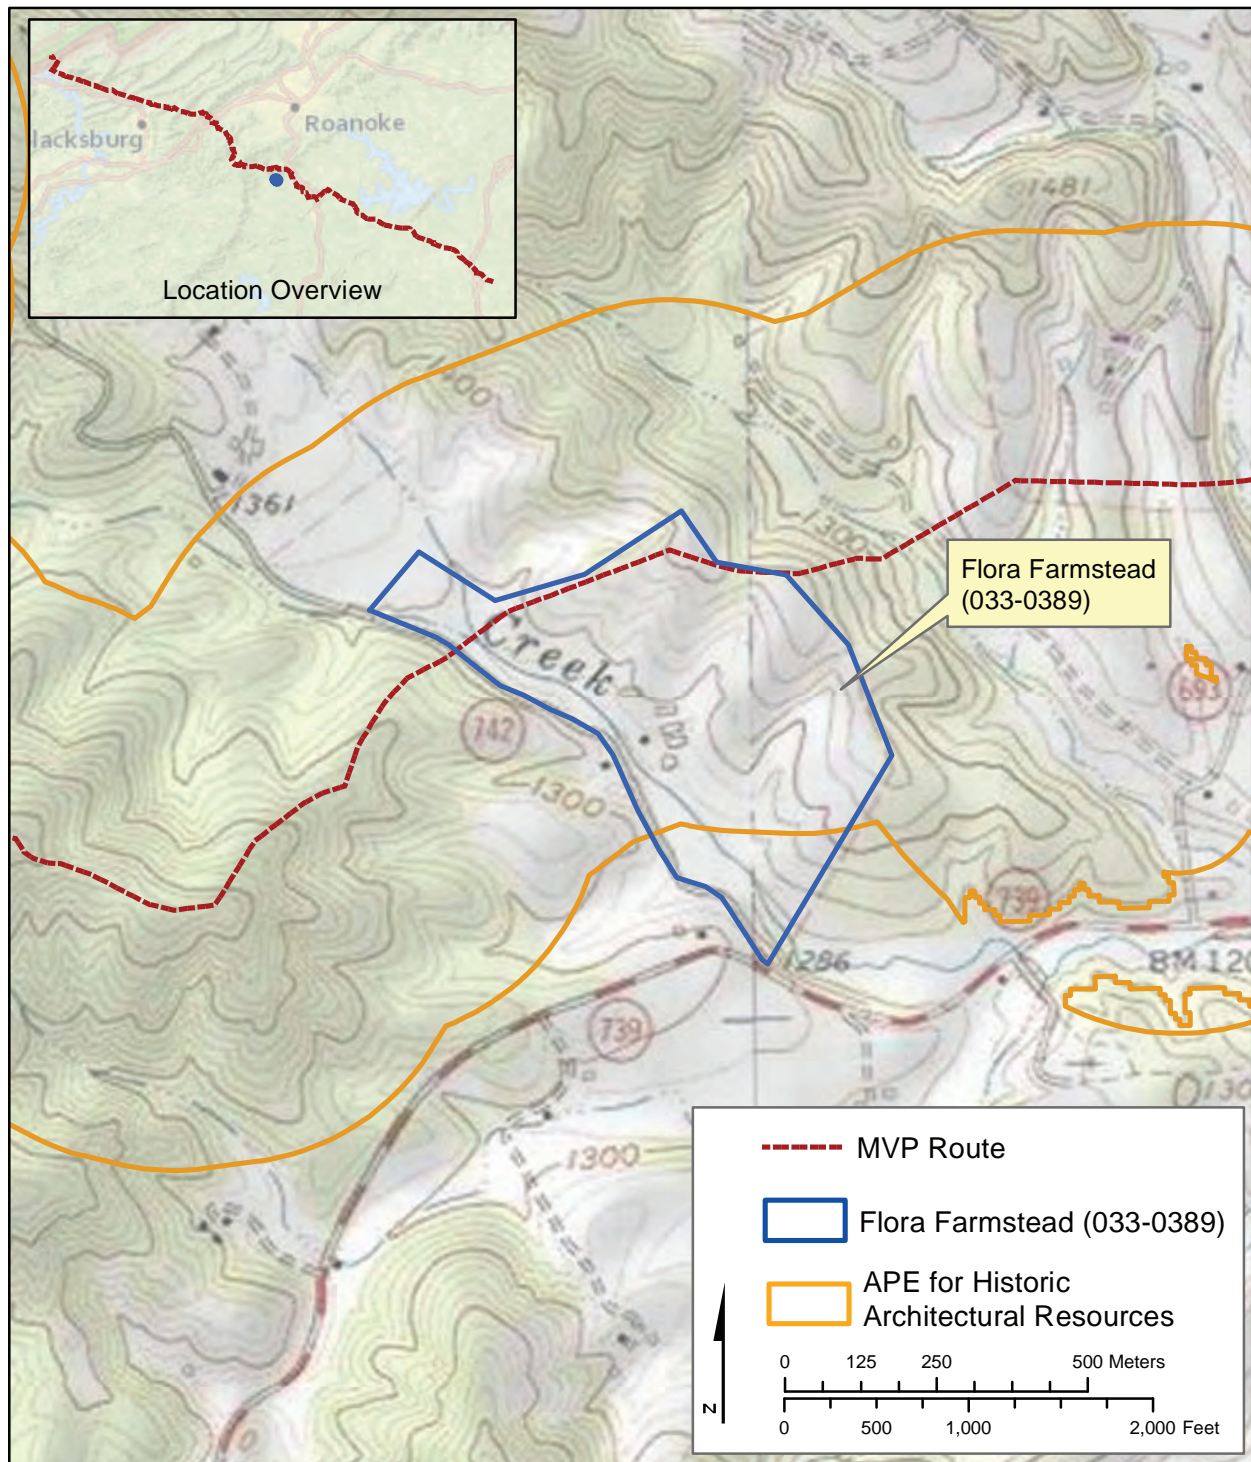 lacksburg
Roanoke
Location Overview
1481
1300
1361
1300
Flora Farmstead
(033-0389)
Creek
693
742
1300
739
1286
BM 120
739
1300
1300
MVP Route
Flora Farmstead (033-0389)
APE for Historic
Architectural Resources
0 125 250 500 Meters
0 500 1,000 2,000 Feet
N